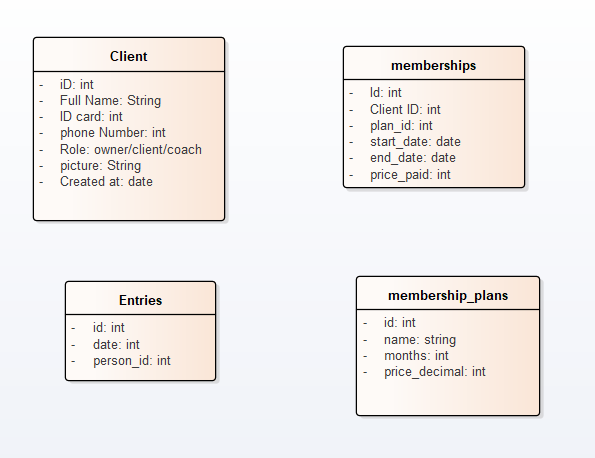 Client
- iD: int
- Full Name: String
- ID card: int
- phone Number: int
- Role: owner/client/coach
- picture: String
- Created at: date
memberships
- Id: int
- Client ID: int
- plan_id: int
- start_date: date
- end_date: date
- price_paid: int
Entries
- id: int
- date: int
- person_id: int
membership_plans
- id: int
- name: string
- months: int
- price_decimal: int